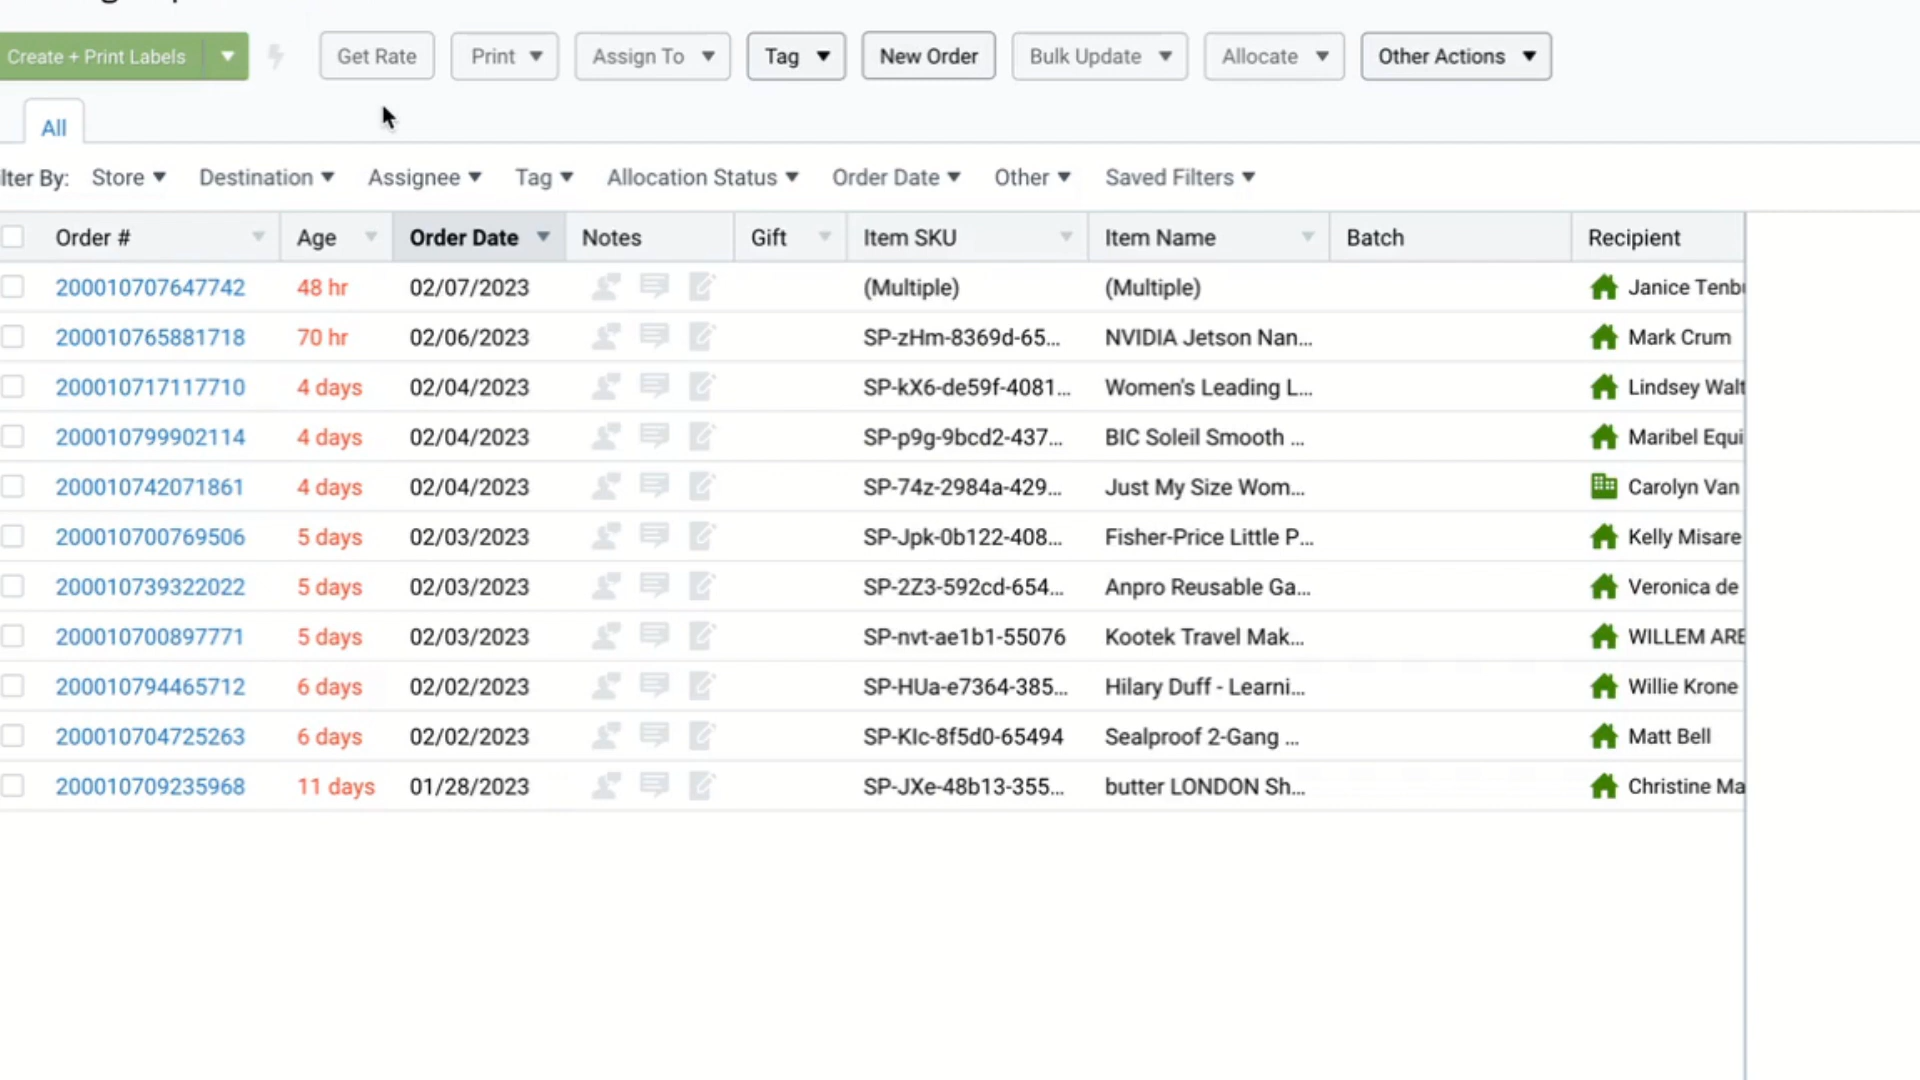 Create + Print Labels Get Rate Print Assign To Tag New Order Bulk Update Allocate Other Actions
All
lter By: Store Destination Assignee Tag Allocation Status Order Date Other Saved Filters
Order # Age Order Date Notes Gift Item SKU Item Name Batch Recipient
200010707647742 48 hr 02/07/2023 (Multiple) (Multiple) Janice Tenb
200010765881718 70 hr 02/06/2023 SP-zHm-8369d-65... NVIDIA Jetson Nan... Mark Crum
200010717117710 4 days 02/04/2023 SP-kX6-de59f-4081... Women's Leading L... Lindsey Walt
200010799902114 4 days 02/04/2023 SP-p9g-9bcd2-437... BIC Soleil Smooth ... Maribel Equi
200010742071861 4 days 02/04/2023 SP-74z-2984a-429... Just My Size Wom... Carolyn Van
200010700769506 5 days 02/03/2023 SP-Jpk-0b122-408... Fisher-Price Little P... Kelly Misare
200010739322022 5 days 02/03/2023 SP-2Z3-592cd-654... Anpro Reusable Ga... Veronica de
200010700897771 5 days 02/03/2023 SP-nvt-ae1b1-55076 Kootek Travel Mak... WILLEM ARE
200010794465712 6 days 02/02/2023 SP-HUa-e7364-385... Hilary Duff - Learni... Willie Krone
200010704725263 6 days 02/02/2023 SP-KIc-8f5d0-65494 Sealproof 2-Gang ... Matt Bell
200010709235968 11 days 01/28/2023 SP-JXe-48b13-355... butter LONDON Sh... Christine Ma